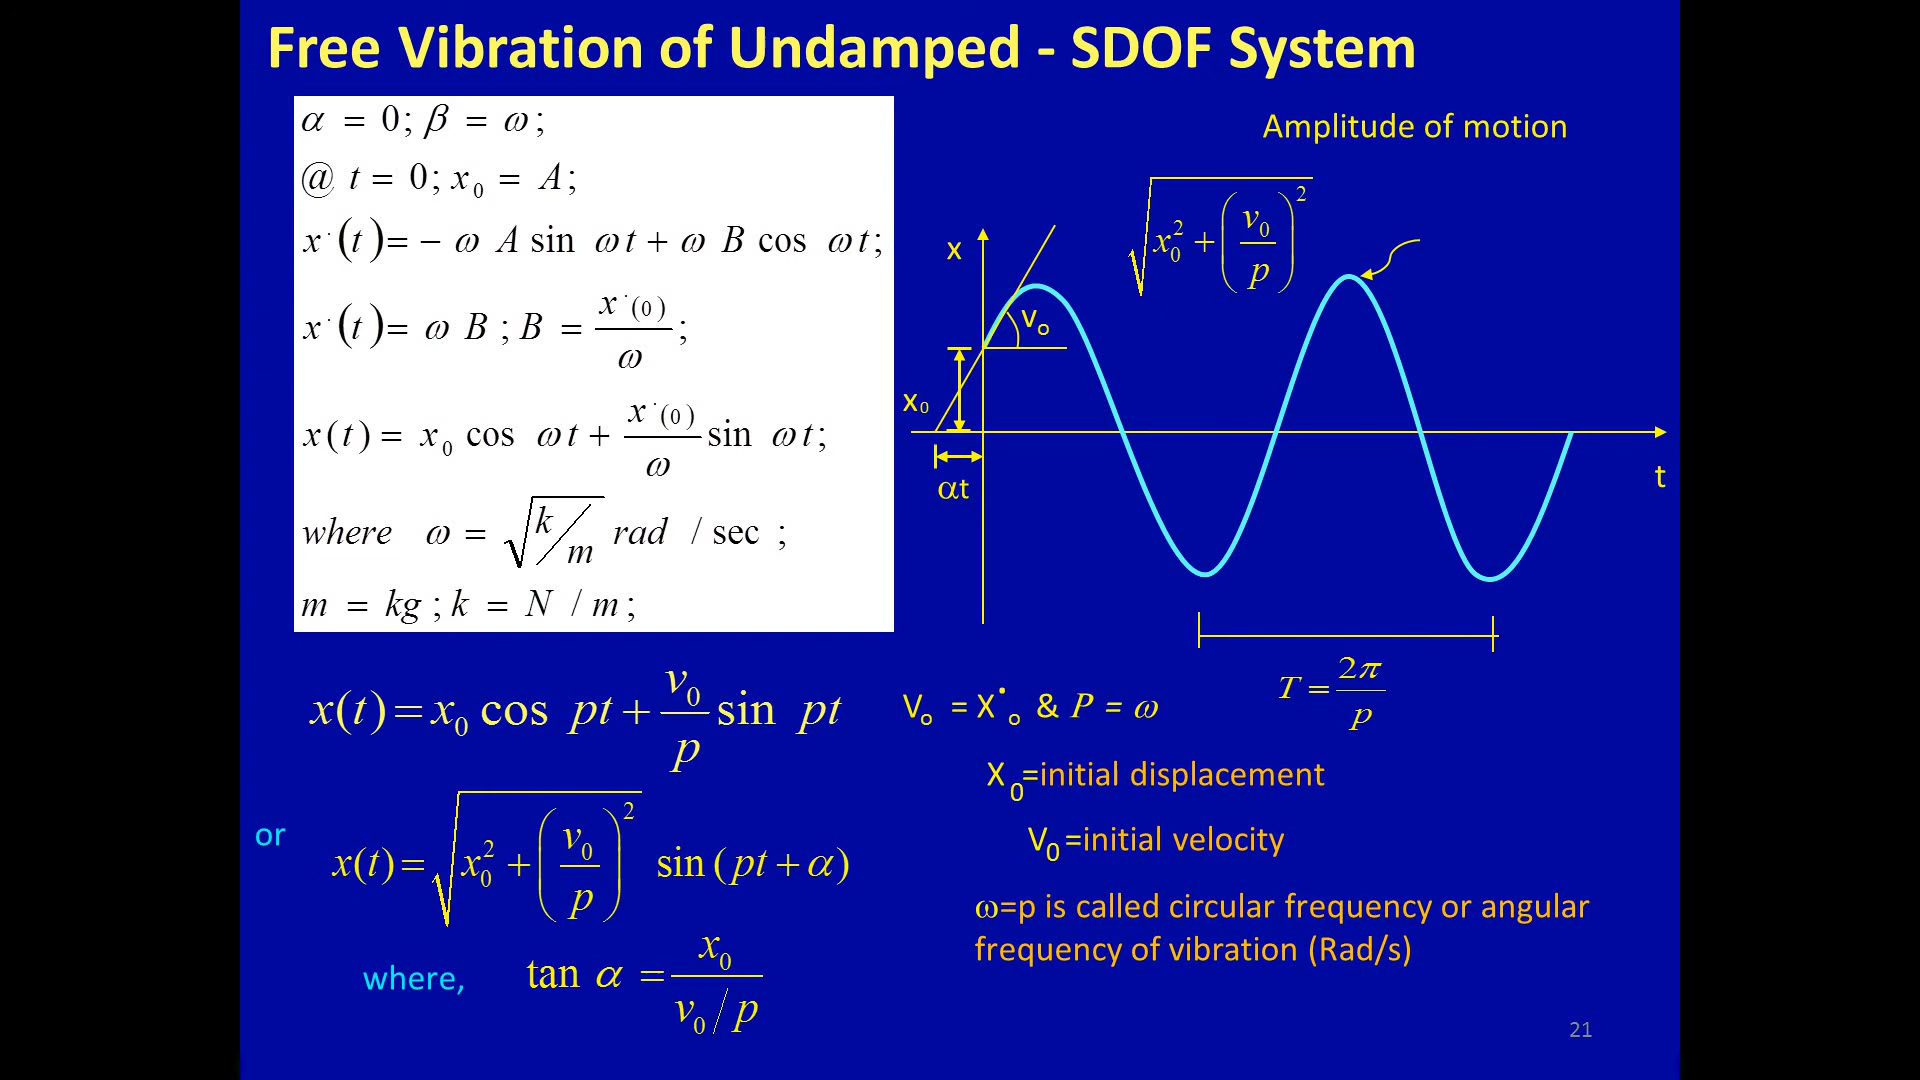 Free Vibration of Undamped - SDOF System
α = 0; β = ω;
@ t = 0; x₀ = A;
x˙(t) = − ω A sin ωt + ω B cos ωt;
x˙(t) = ω B ; B = x˙(0) / ω ;
x(t) = x₀ cos ωt + x˙(0) / ω sin ωt;
where ω = √(k/m) rad / sec ;
m = kg ; k = N / m ;
Amplitude of motion
√(x₀² + (v₀/p)²)
x
vₒ
x₀
αt
t
T = 2π/p
x(t) = x₀ cos pt + v₀/p sin pt
or
x(t) = √(x₀² + (v₀/p)²) sin (pt + α)
where, tan α = x₀ / (v₀/p)
Vₒ = X˙ₒ & P = ω
X₀=initial displacement
V₀=initial velocity
ω=p is called circular frequency or angular
frequency of vibration (Rad/s)
21